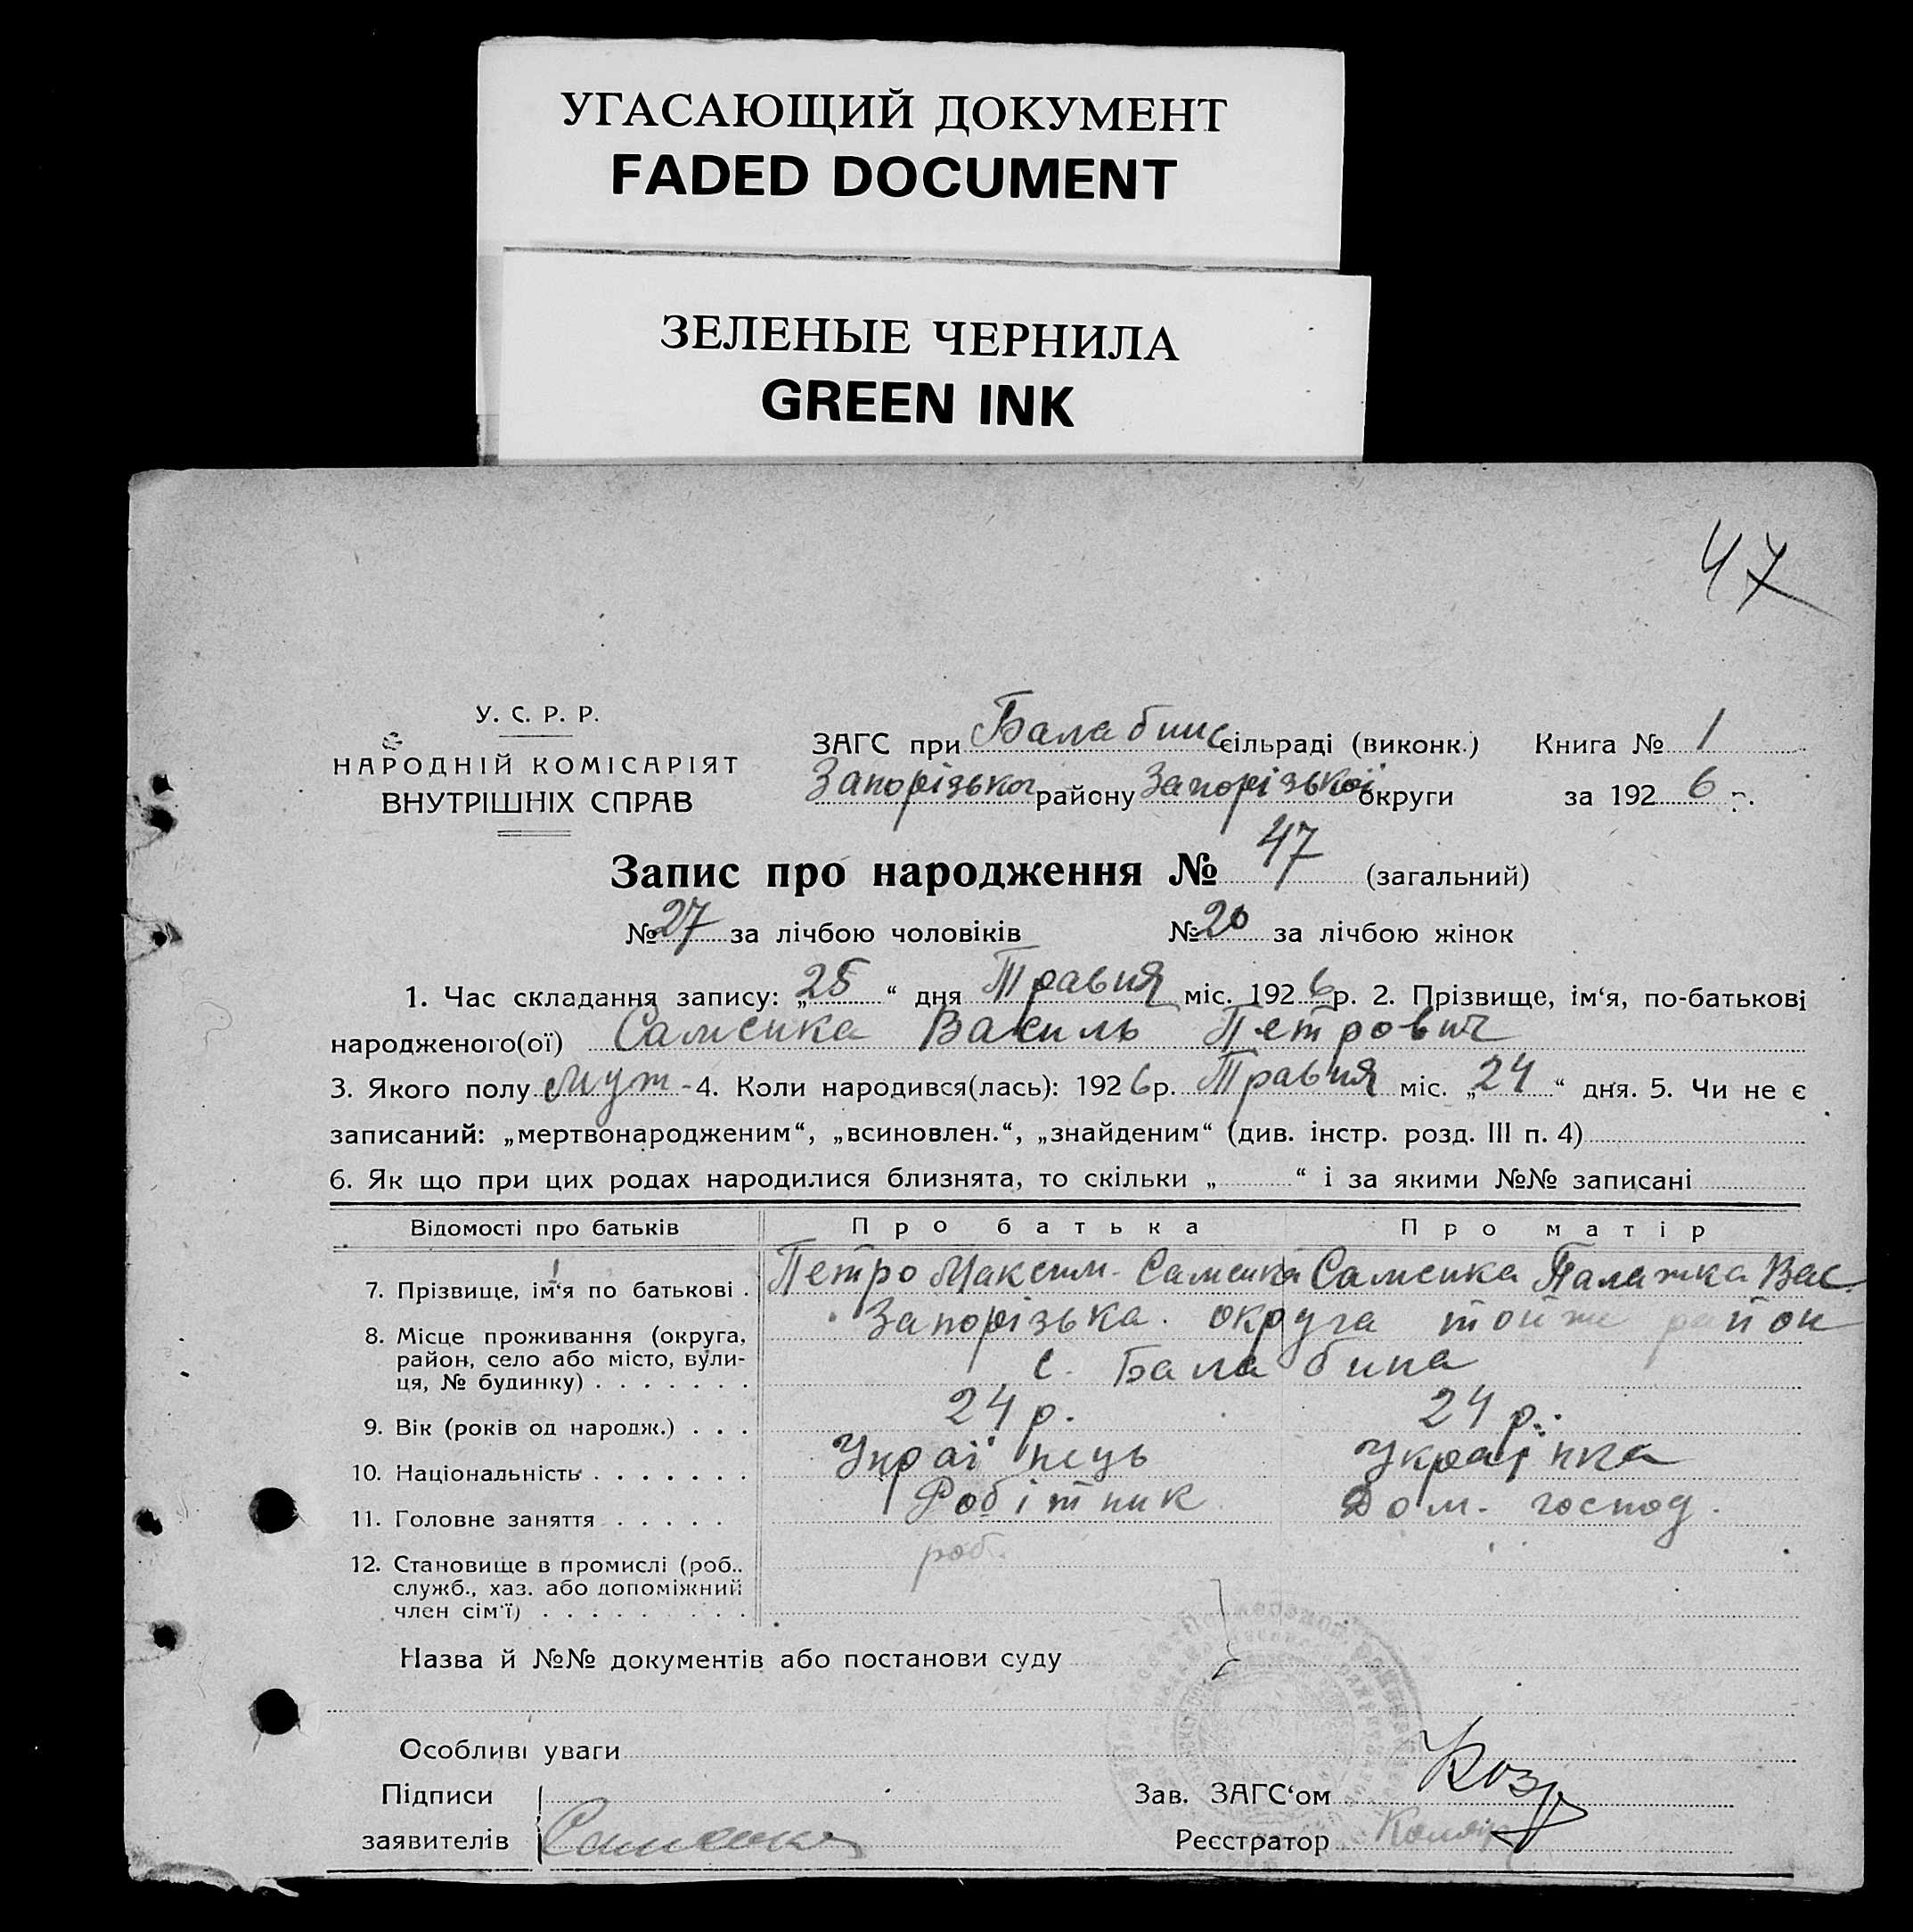 УГАСАЮЩИЙ ДОКУМЕНТ
FADED DOCUMENT
ЗЕЛЕНЫЕ ЧЕРНИЛА
GREEN INK
47
У. С. Р. Р.
НАРОДНІЙ КОМІСАРІЯТ
ВНУТРІШНІХ СПРАВ
ЗАГС при Балабинс сільраді (виконк.) Книга № 1
Запорізьког району Запорізької округи за 1926 р.
Запис про народження № 47 (загальний)
№ 27 за лічбою чоловіків № 20 за лічбою жінок
1. Час складання запису: „25“ дня Травня міс. 1926 р. 2. Прізвище, ім‘я, по-батькові
народженого(ої) Самсика Василь Петрович
3. Якого полу Муж - 4. Коли народився(лась): 1926 р. Травня міс. „24“ дня. 5. Чи не є
записаний: „мертвонародженим“, „всиновлен.“, „знайденим“ (див. інстр. розд. III п. 4)
6. Як що при цих родах народилися близнята, то скільки „ “ і за якими №№ записані
Відомості про батьків Про батька Про матір
7. Прізвище, ім‘я по батькові . Петро Максим. Самсика Самсика Палажка Вас.
8. Місце проживання (округа, Запорізька округа той же район
район, село або місто, вули-
ця, № будинку) . . . . . . . с. Балабина
9. Вік (років од народж.) . . . 24 р. 24 р.
10. Національність . . . . . . . Українець Українка
11. Головне заняття . . . . . Робітник Дом. господ.
12. Становище в промислі (роб.. роб.
служб., хаз. або допоміжний
член сім‘ї) . . . . . . . . .
Назва й №№ документів або постанови суду
Особливі уваги
Підписи Зав. ЗАГС‘ом
заявителів Самсика Реєстратор